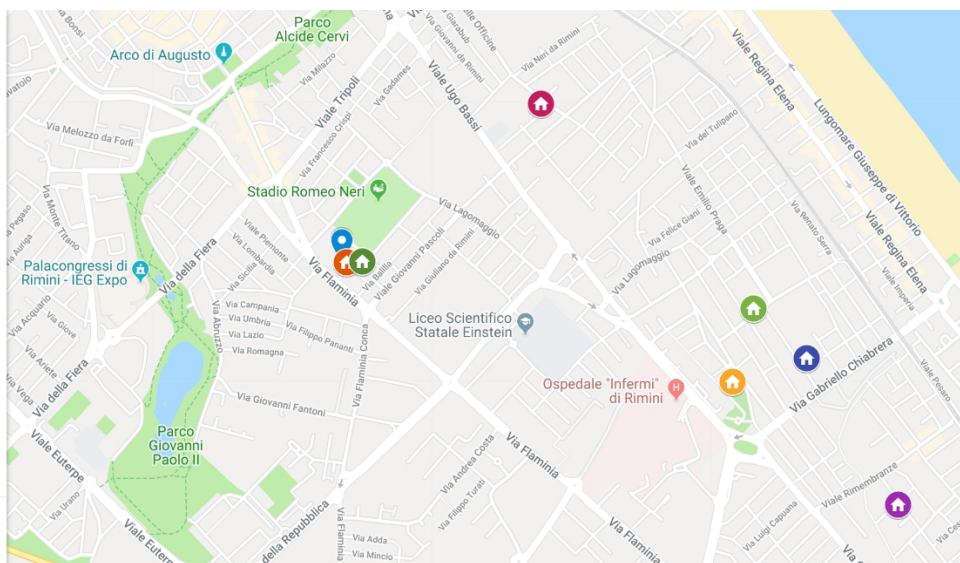 Parco
Alcide Cervi
Arco di Augusto
Via Giarabub
Via Giovanni da Rimini
Via Neri da Rimini
Viale Regina Elena
Lungomare Giuseppe di Vittorio
Via Bonsi
Via Milazzo
Via Gadames
Viale Tripoli
Viale Ugo Bassi
Via Francesco Crispi
Via Melozzo da Forlì
Via del Tulipano
Viale Emilio Praga
Via Renato Serra
Viale Regina Elena
Stadio Romeo Neri
Via Lagomaggio
Via Felice Giani
Via Monte Titano
Via Pegaso
Via Auriga
Palacongressi di
Rimini - IEG Expo
Via della Fiera
Viale Piemonte
Via Lombardia
Via Sicilia
Via Flaminia
Via Balilla
Viale Giovanni Pascoli
Via Giuliano da Rimini
Via Lagomaggio
Viale Imperia
Via Acquario
Via Giove
Via Abruzzo
Via Campania
Via Umbria
Via Lazio
Via Romagna
Via Filippo Pananti
Via Flaminia Conca
Liceo Scientifico
Statale Einstein
Via Ariete
Via Vega
Via della Fiera
Via Giovanni Fantoni
Ospedale "Infermi"
di Rimini
H
Via Gabriello Chiabrera
Viale Pesaro
Parco
Giovanni
Paolo II
Viale Euterpe
Via Andrea Costa
Via Flaminia
Via Filippo Turati
Viale Rimembranze
Via Urano
Viale Euterpe
della Repubblica
Via Flaminia
Via Adda
Via Mincio
Via Flaminia
Via Luigi Capuana